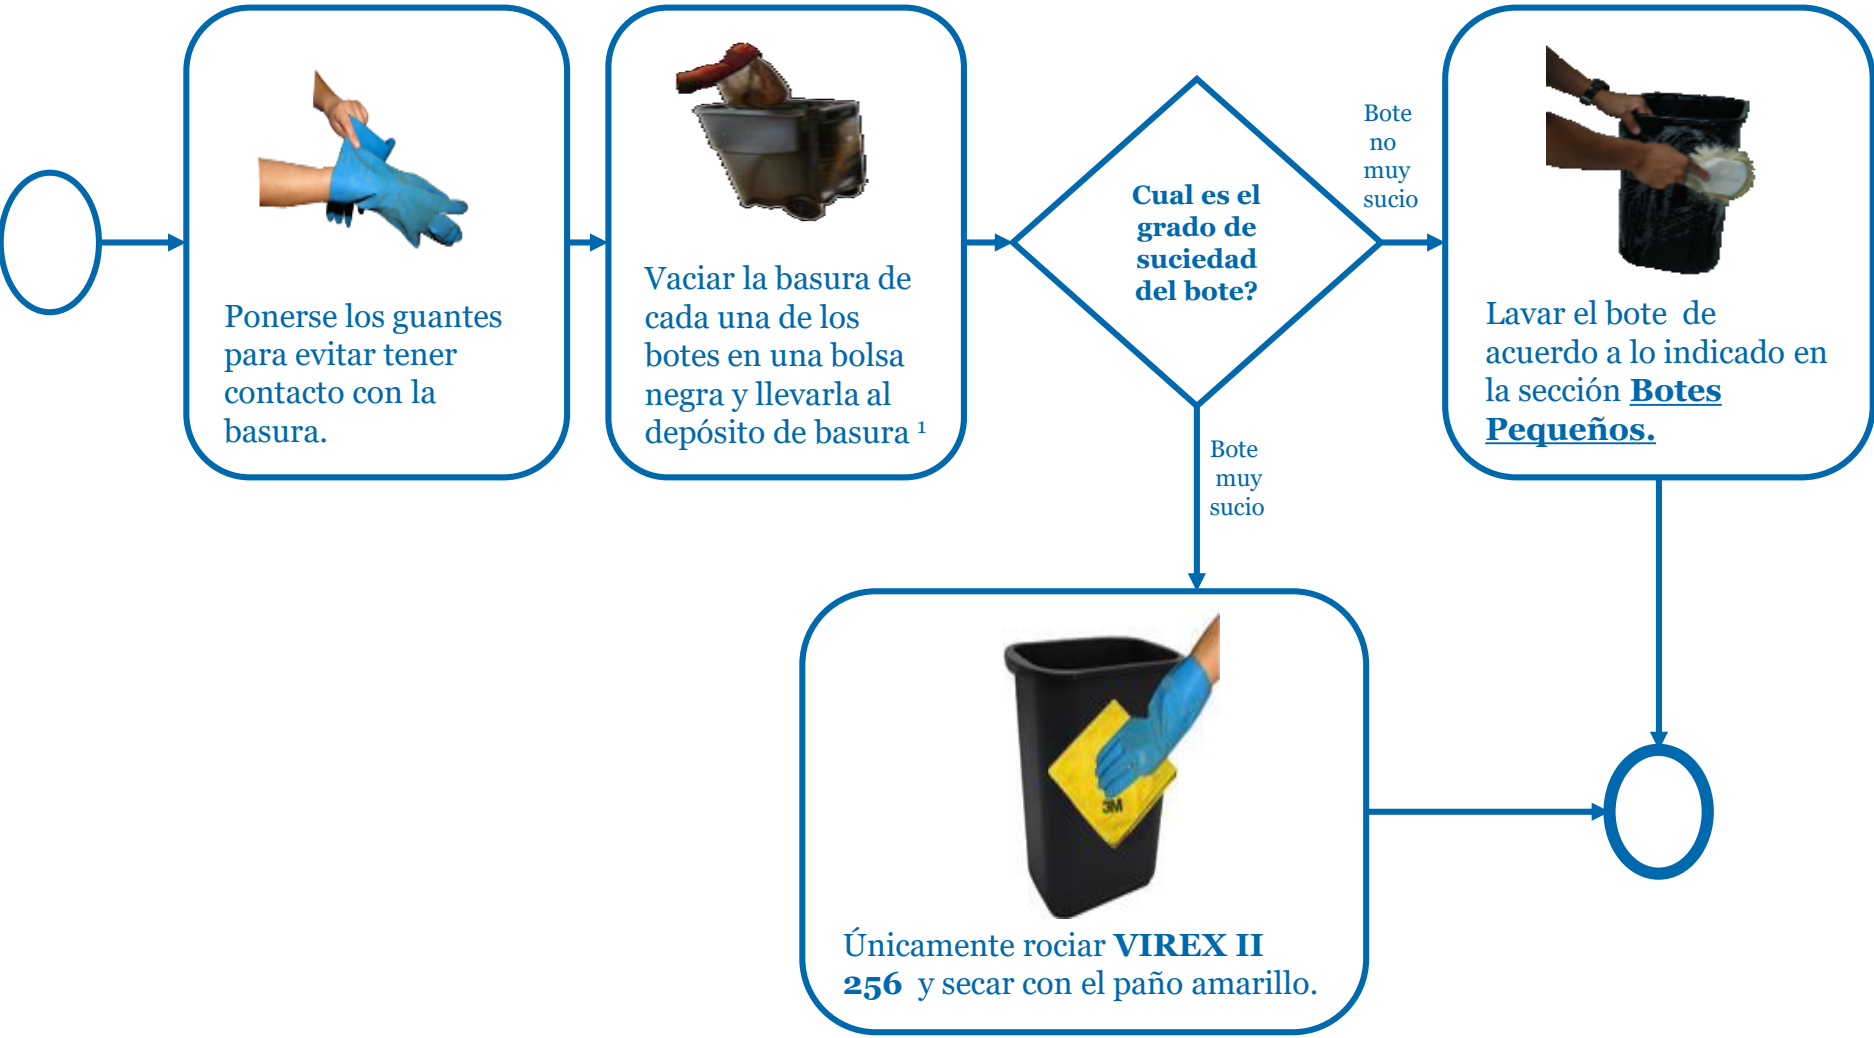 Ponerse los guantes
para evitar tener
contacto con la
basura.
Vaciar la basura de
cada una de los
botes en una bolsa
negra y llevarla al
depósito de basura ¹
Cual es el
grado de
suciedad
del bote?
Bote
no
muy
sucio
Lavar el bote de
acuerdo a lo indicado en
la sección Botes
Pequeños.
Bote
muy
sucio
3M
Únicamente rociar VIREX II
256 y secar con el paño amarillo.